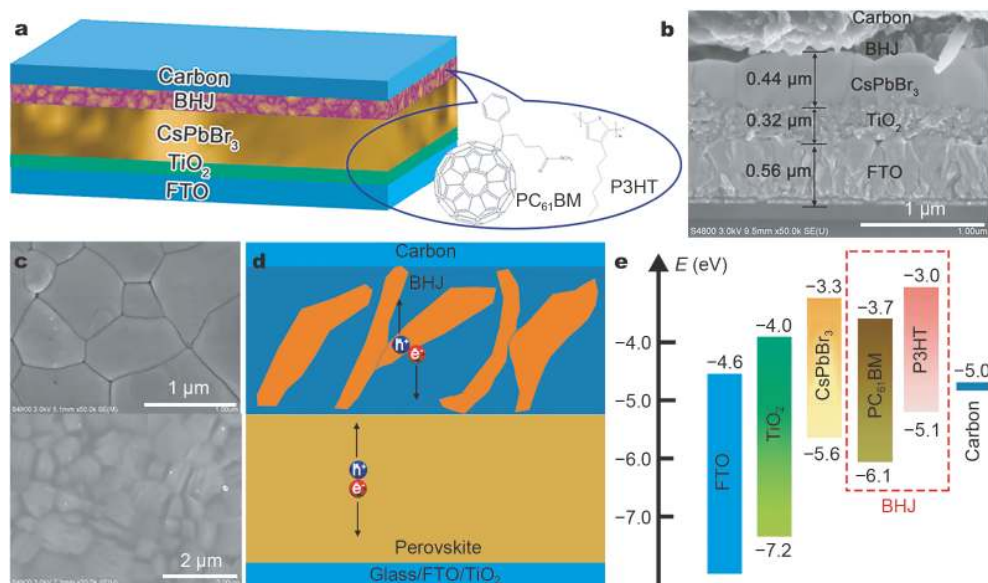 a
Carbon
BHJ
CsPbBr₃
TiO₂
FTO
PC₆₁BM
P3HT
b
Carbon
BHJ
0.44 µm
CsPbBr₃
0.32 µm
TiO₂
0.56 µm
FTO
1 µm
S4800 3.0kV 9.5mm x50.0k SE(U)
1.00um
c
1 µm
1.00um
2 µm
d
Carbon
BHJ
h⁺
e⁻
h⁺
e⁻
Perovskite
Glass/FTO/TiO₂
e
E (eV)
−4.0
−5.0
−6.0
−7.0
−4.6
FTO
−4.0
TiO₂
−7.2
−3.3
CsPbBr₃
−5.6
−3.7
PC₆₁BM
−6.1
−3.0
P3HT
−5.1
BHJ
−5.0
Carbon